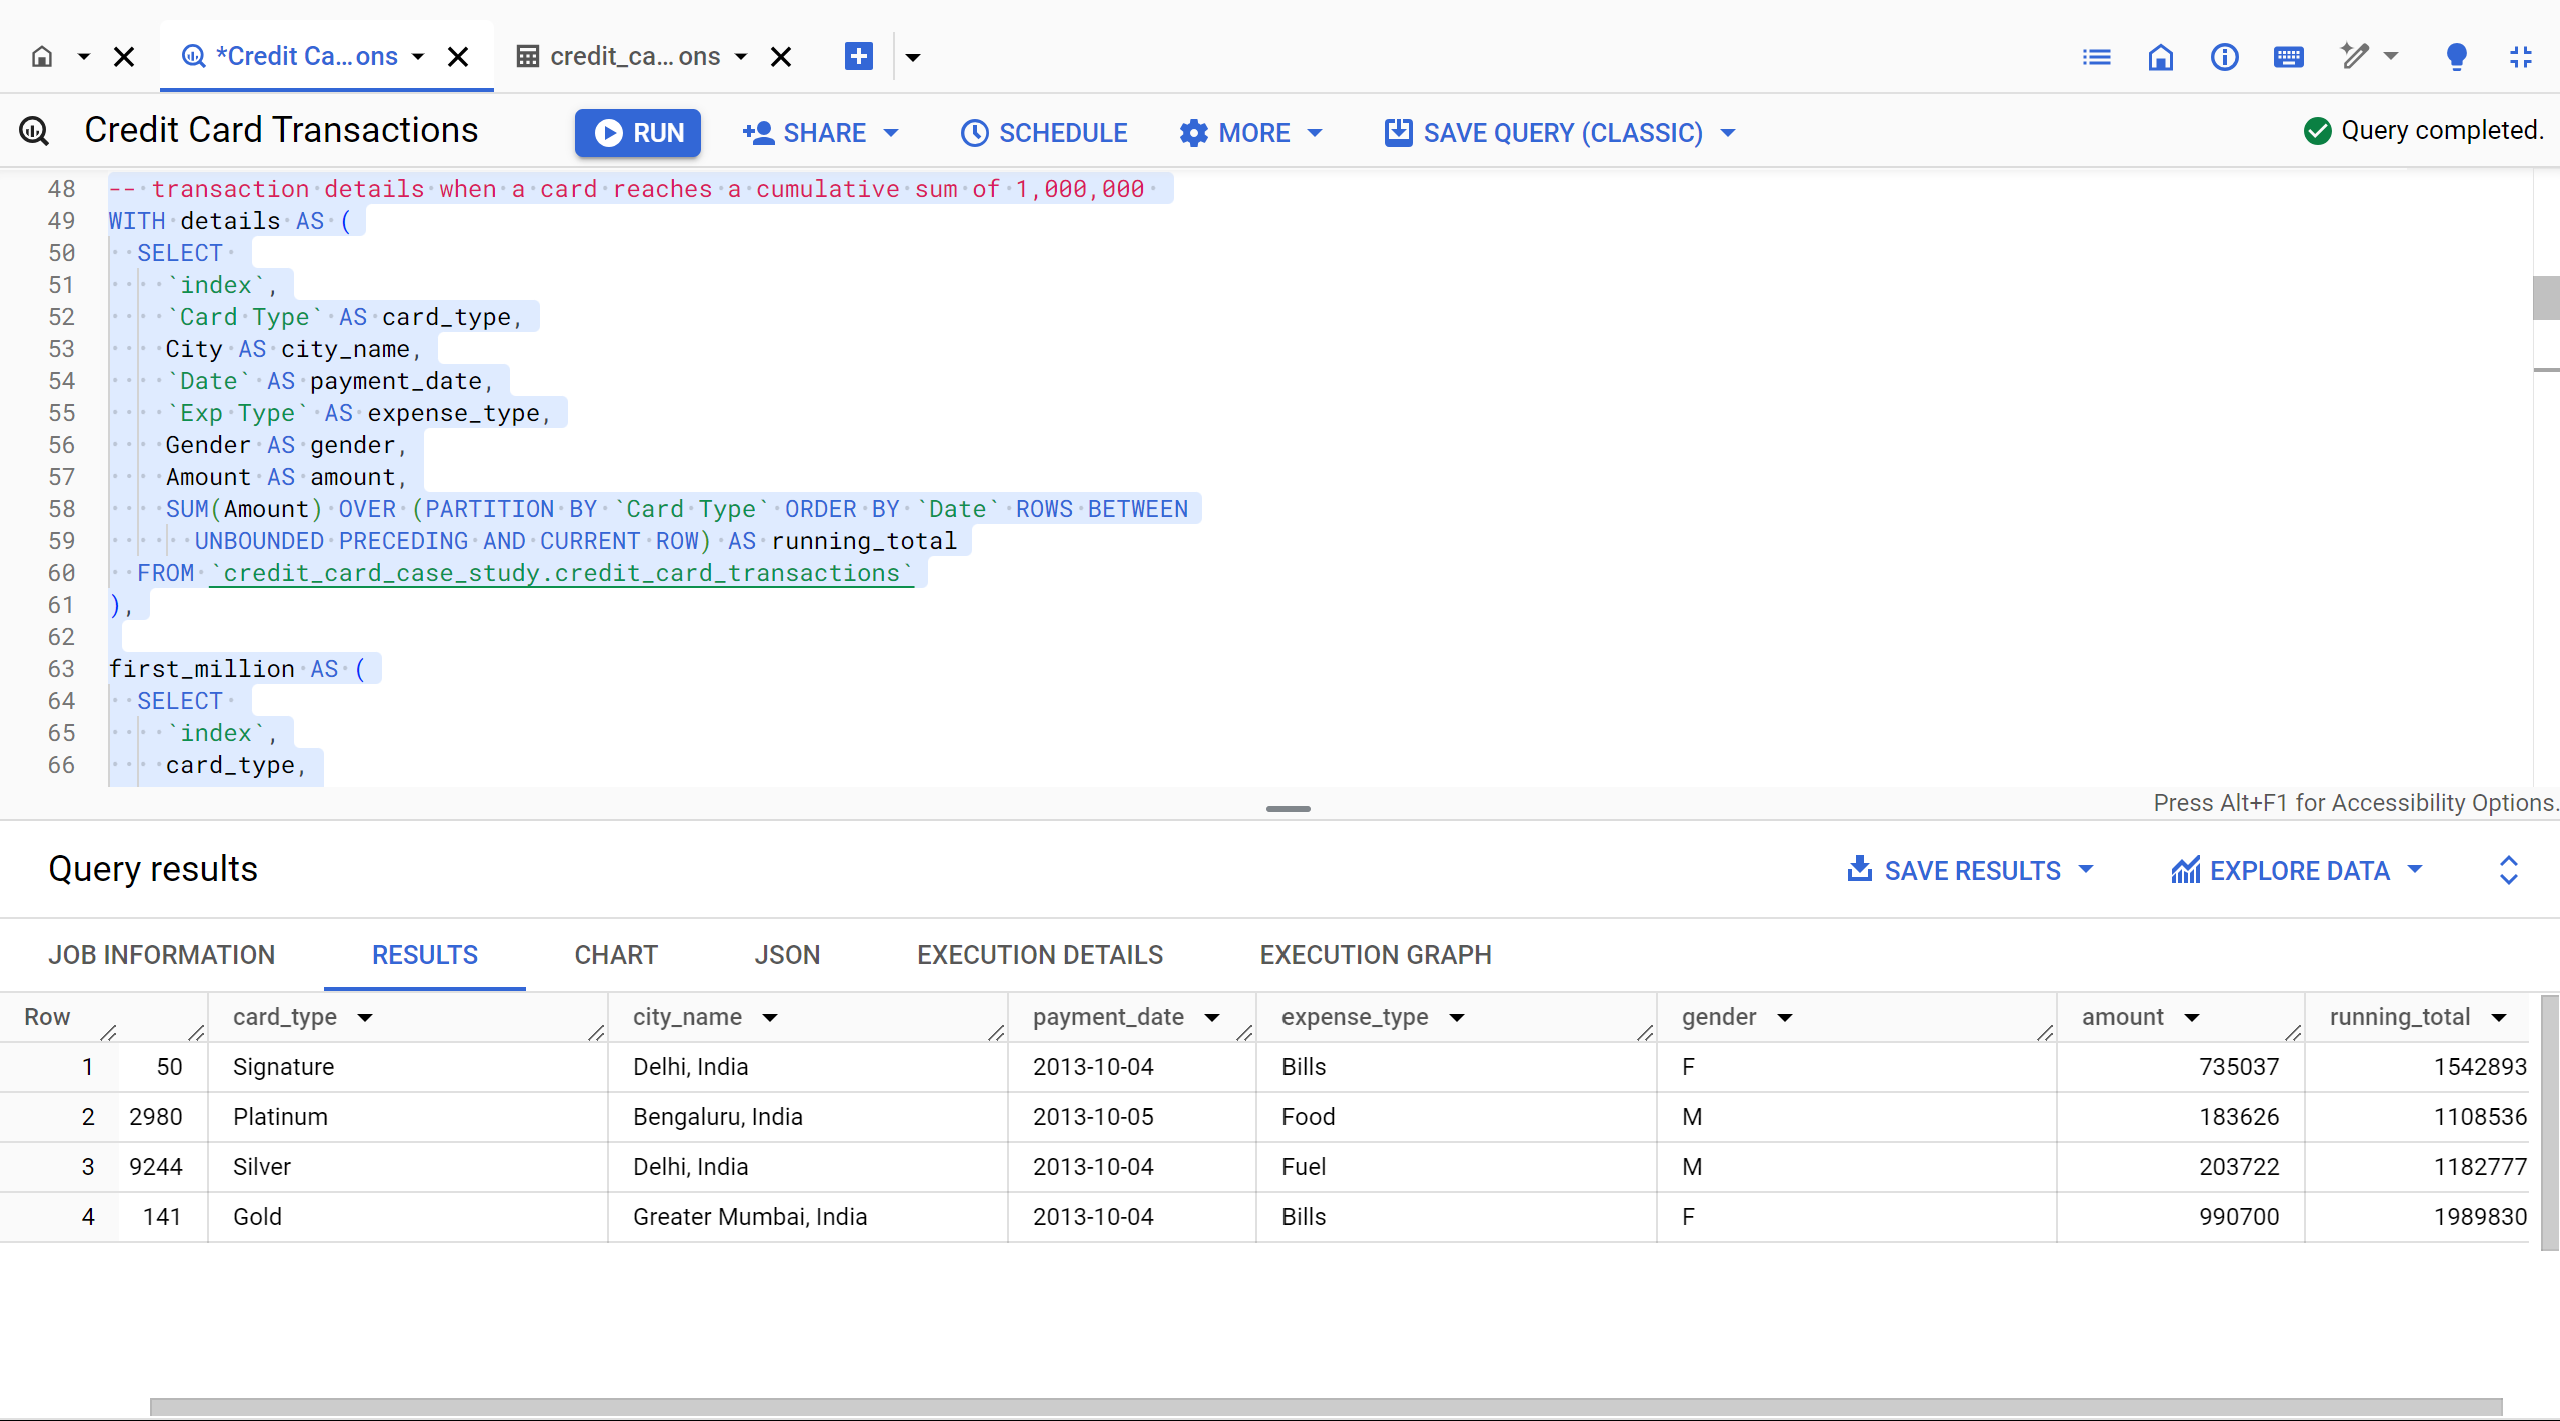 *Credit Ca...ons
credit_ca... ons
Credit Card Transactions
RUN
SHARE
SCHEDULE
MORE
SAVE QUERY (CLASSIC)
Query completed.
48 -- transaction details when a card reaches a cumulative sum of 1,000,000
49 WITH details AS (
50 SELECT
51 `index`,
52 `Card Type` AS card_type,
53 City AS city_name,
54 `Date` AS payment_date,
55 `Exp Type` AS expense_type,
56 Gender AS gender,
57 Amount AS amount,
58 SUM(Amount) OVER (PARTITION BY `Card Type` ORDER BY `Date` ROWS BETWEEN
59 UNBOUNDED PRECEDING AND CURRENT ROW) AS running_total
60 FROM `credit_card_case_study.credit_card_transactions`
61 ),
62
63 first_million AS (
64 SELECT
65 `index`,
66 card_type,
Press Alt+F1 for Accessibility Options.
Query results
SAVE RESULTS
EXPLORE DATA
JOB INFORMATION RESULTS CHART JSON EXECUTION DETAILS EXECUTION GRAPH
Row card_type city_name payment_date expense_type gender amount running_total
1 50 Signature Delhi, India 2013-10-04 Bills F 735037 1542893
2 2980 Platinum Bengaluru, India 2013-10-05 Food M 183626 1108536
3 9244 Silver Delhi, India 2013-10-04 Fuel M 203722 1182777
4 141 Gold Greater Mumbai, India 2013-10-04 Bills F 990700 1989830